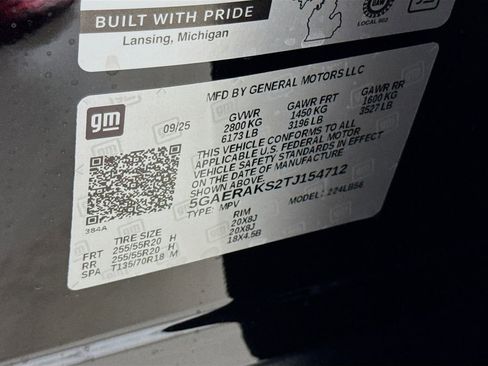 BUILT WITH PRIDE
Lansing, Michigan
UAW
LOCAL 602
gm
09/25
MFD BY GENERAL MOTORS LLC
GVWR GAWR FRT GAWR RR
2800 KG 1450 KG 1600 KG
6173 LB 3196 LB 3527 LB
THIS VEHICLE CONFORMS TO ALL
APPLICABLE U.S. FEDERAL MOTOR
VEHICLE SAFETY STANDARDS IN EFFECT
ON THE DATE OF MANUFACTURE
SHOWN ABOVE.
5GAERAKS2TJ154712
TYPE: MPV MODEL: 224LB56
384A
TIRE SIZE RIM
FRT 255/55R20 H 20X8J
RR 255/55R20 H 20X8J
SPA T135/70R18 M 18X4.5B